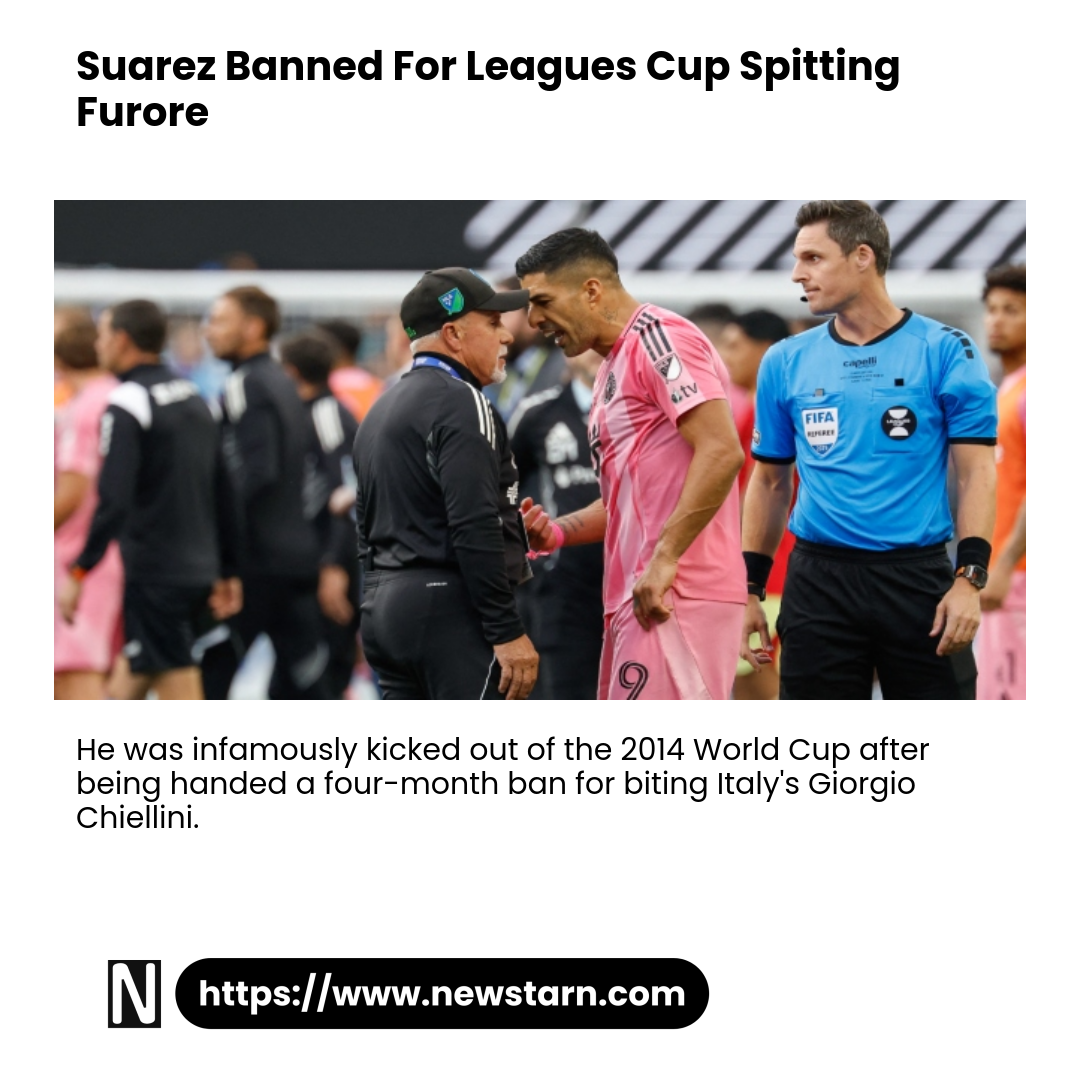 Suarez Banned For Leagues Cup Spitting
Furore
tv
capelli
FIFA
REFEREE
9
He was infamously kicked out of the 2014 World Cup after
being handed a four-month ban for biting Italy's Giorgio
Chiellini.
N
https://www.newstarn.com